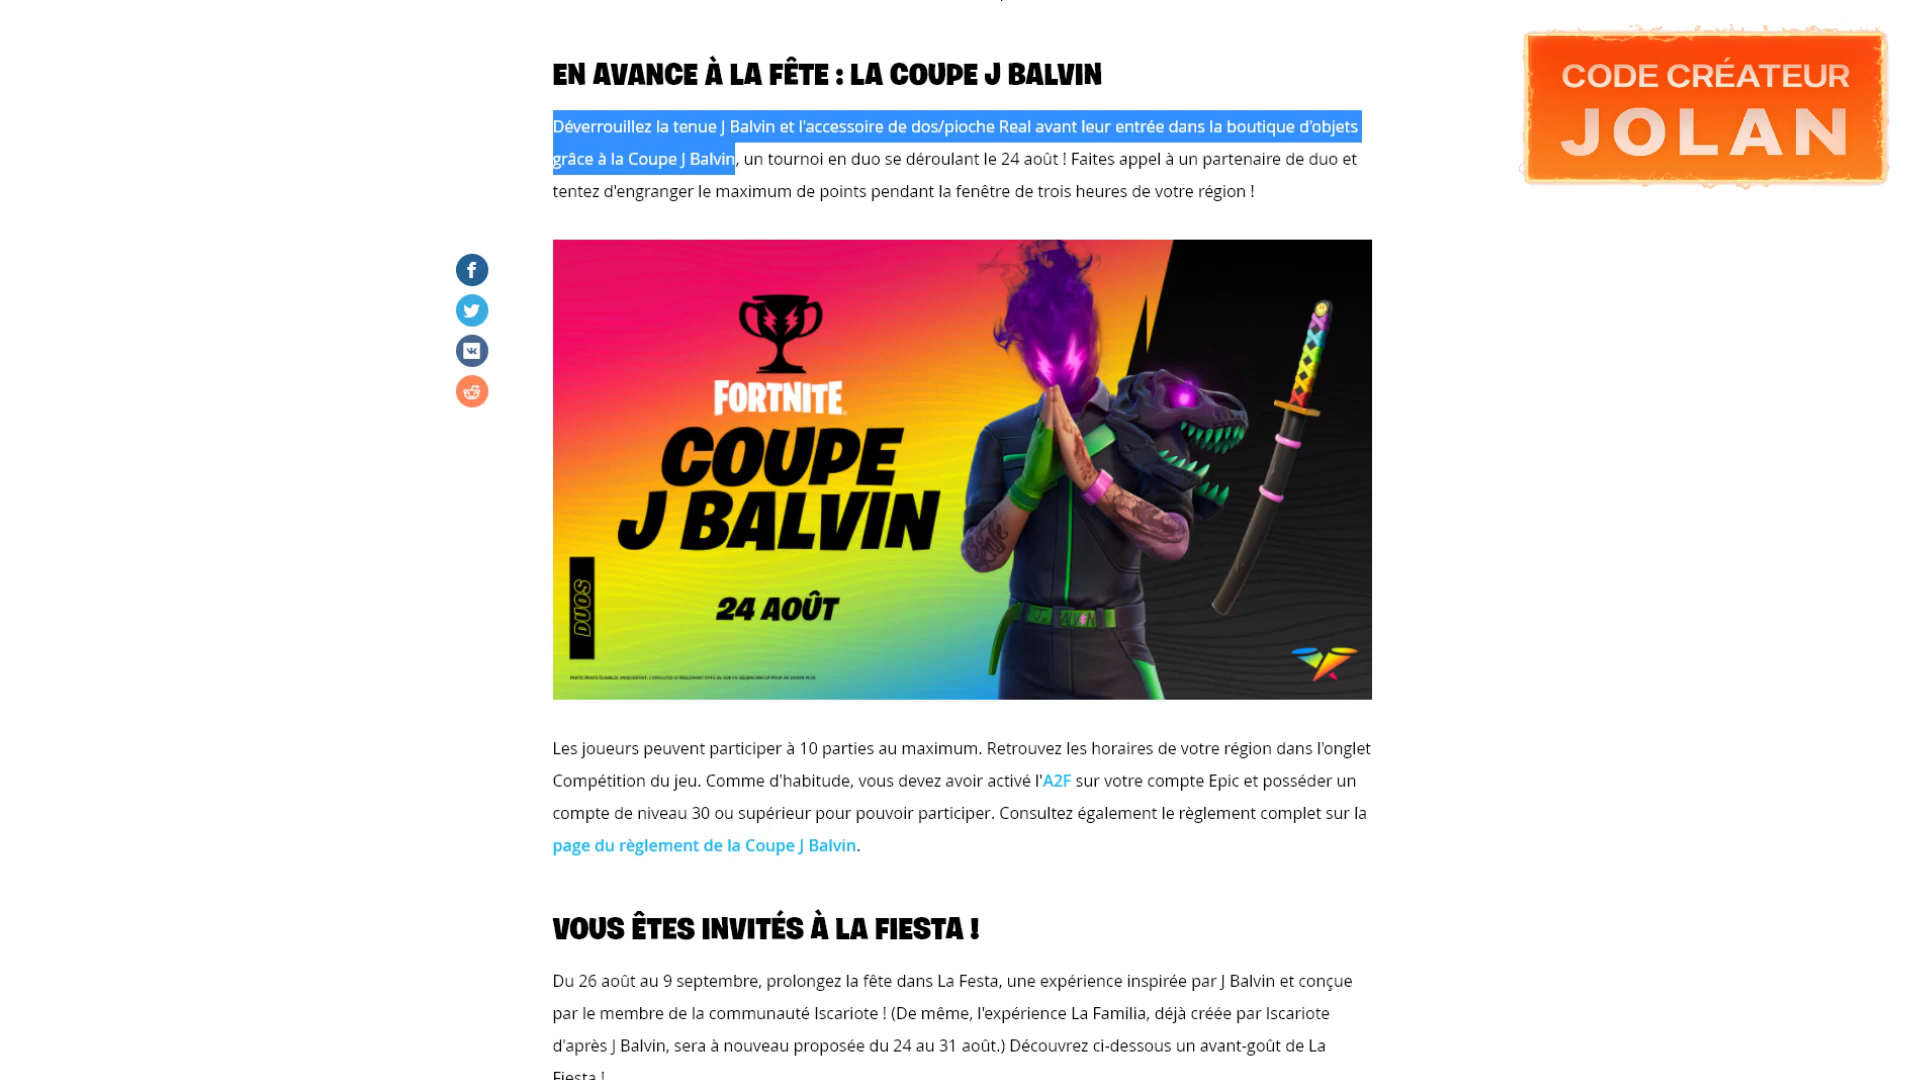 EN AVANCE À LA FÊTE : LA COUPE J BALVIN
CODE CRÉATEUR
JOLAN
Déverrouillez la tenue J Balvin et l'accessoire de dos/pioche Real avant leur entrée dans la boutique d'objets
grâce à la Coupe J Balvin, un tournoi en duo se déroulant le 24 août ! Faites appel à un partenaire de duo et
tentez d'engranger le maximum de points pendant la fenêtre de trois heures de votre région !
FORTNITE
COUPE
J BALVIN
24 AOÛT
DUOS
Les joueurs peuvent participer à 10 parties au maximum. Retrouvez les horaires de votre région dans l'onglet
Compétition du jeu. Comme d'habitude, vous devez avoir activé l'A2F sur votre compte Epic et posséder un
compte de niveau 30 ou supérieur pour pouvoir participer. Consultez également le règlement complet sur la
page du règlement de la Coupe J Balvin.
VOUS ÊTES INVITÉS À LA FIESTA !
Du 26 août au 9 septembre, prolongez la fête dans La Festa, une expérience inspirée par J Balvin et conçue
par le membre de la communauté Iscariote ! (De même, l'expérience La Familia, déjà créée par Iscariote
d'après J Balvin, sera à nouveau proposée du 24 au 31 août.) Découvrez ci-dessous un avant-goût de La
Fiesta !